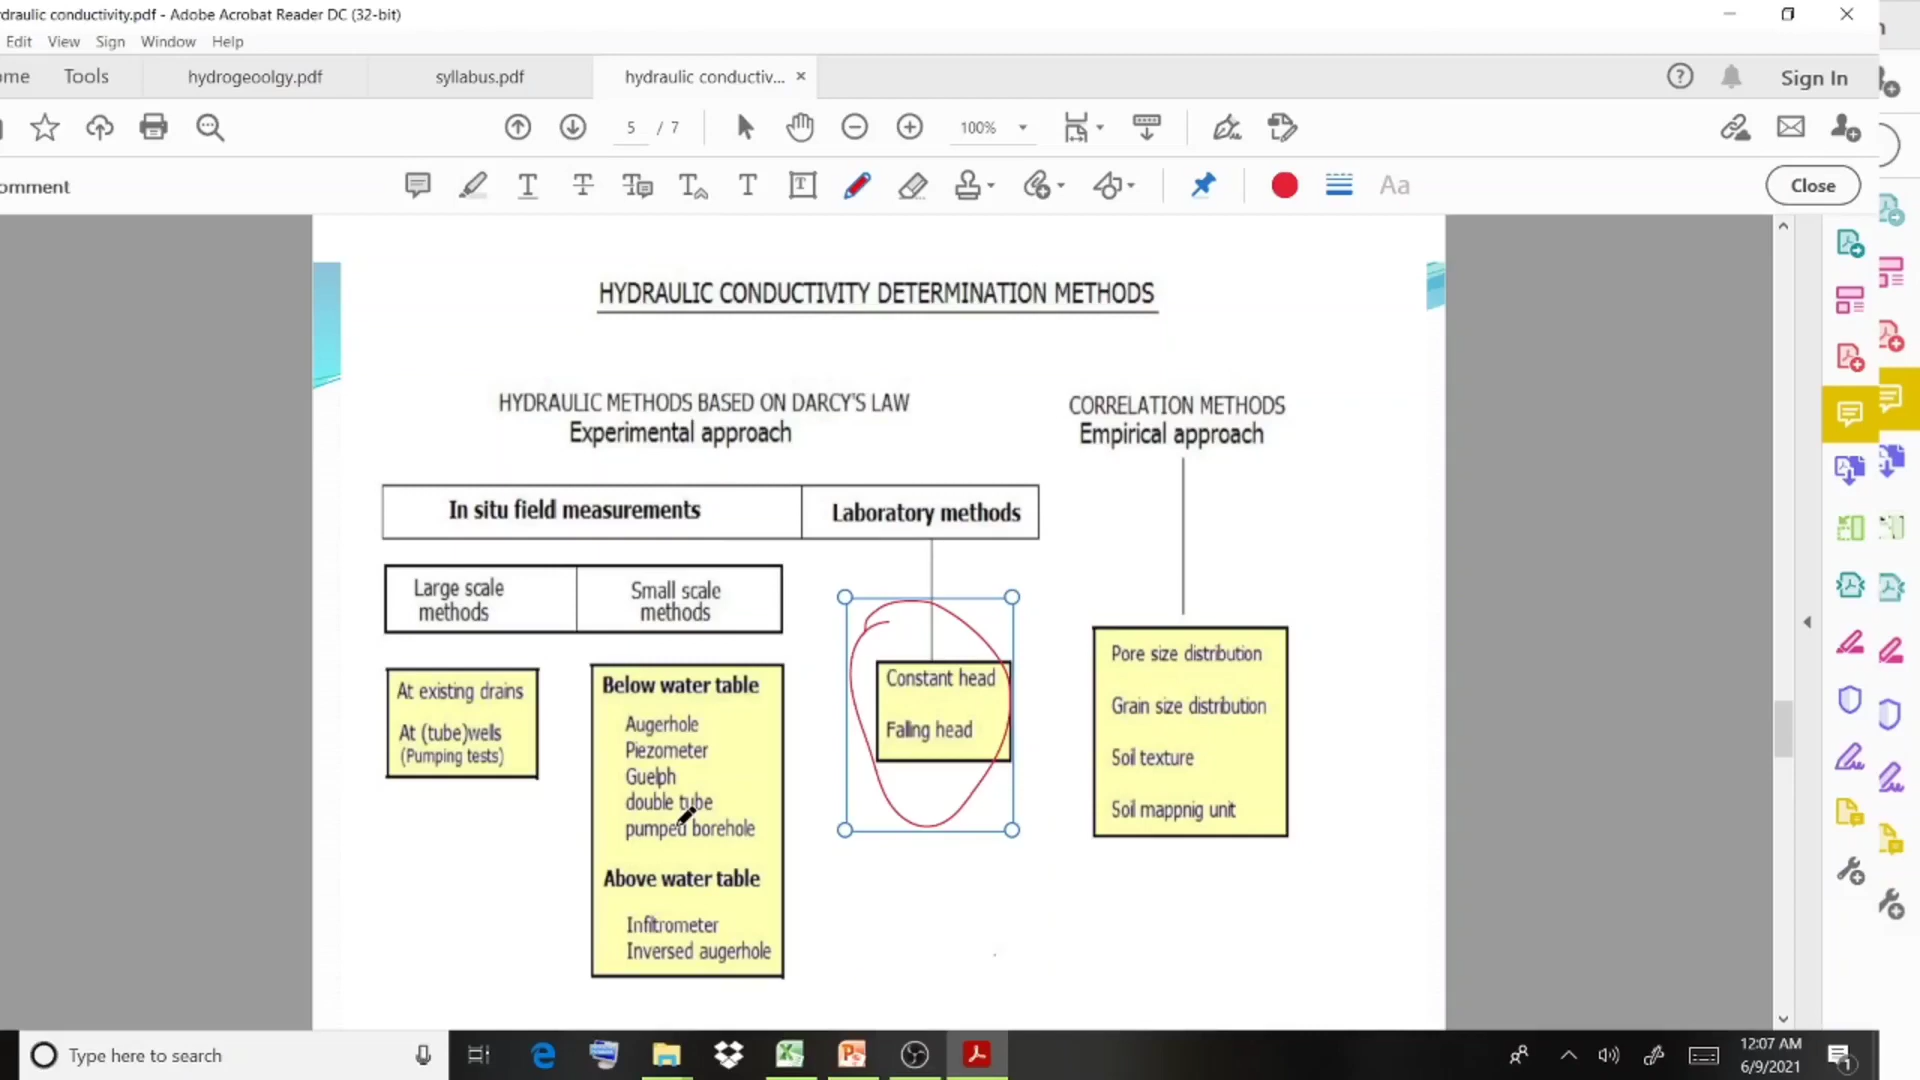 draulic conductivity.pdf - Adobe Acrobat Reader DC (32-bit)
Edit View Sign Window Help
ome Tools hydrogeoolgy.pdf syllabus.pdf hydraulic conductiv... Sign In
5 / 7 100%
omment Aa Close
HYDRAULIC CONDUCTIVITY DETERMINATION METHODS
HYDRAULIC METHODS BASED ON DARCY'S LAW
Experimental approach
CORRELATION METHODS
Empirical approach
In situ field measurements
Laboratory methods
Large scale
methods
Small scale
methods
At existing drains
At (tube)wells
(Pumping tests)
Below water table
Augerhole
Piezometer
Guelph
double tube
pumped borehole
Above water table
Infiltrometer
Inversed augerhole
Constant head
Faling head
Pore size distribution
Grain size distribution
Soil texture
Soil mappnig unit
Type here to search
12:07 AM
6/9/2021
1